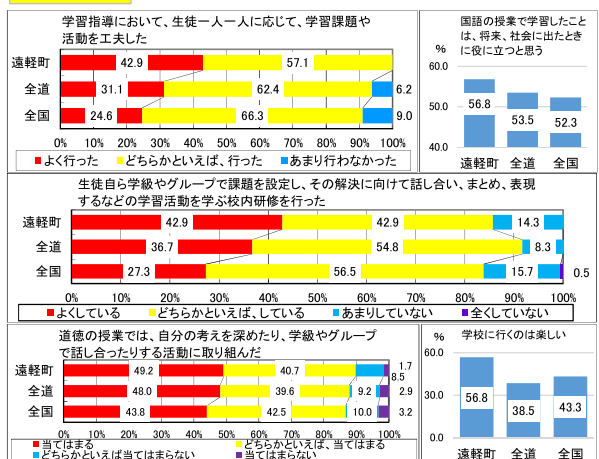 学習指導において、生徒一人一人に応じて、学習課題や
活動を工夫した
遠軽町 42.9 57.1
全道 31.1 62.4 6.2
全国 24.6 66.3 9.0
0% 10% 20% 30% 40% 50% 60% 70% 80% 90% 100%
よく行った どちらかといえば、行った あまり行わなかった
国語の授業で学習したこと
は、将来、社会に出たとき
に役に立つと思う
%
60.0
50.0
40.0
56.8 53.5 52.3
遠軽町 全道 全国
生徒自ら学級やグループで課題を設定し、その解決に向けて話し合い、まとめ、表現
するなどの学習活動を学ぶ校内研修を行った
遠軽町 42.9 42.9 14.3
全道 36.7 54.8 8.3
全国 27.3 56.5 15.7 0.5
0% 10% 20% 30% 40% 50% 60% 70% 80% 90% 100%
よくしている どちらかといえば、している あまりしていない 全くしていない
道徳の授業では、自分の考えを深めたり、学級やグループ
で話し合ったりする活動に取り組んだ
遠軽町 49.2 40.7 8.5 1.7
全道 48.0 39.6 9.2 2.9
全国 43.8 42.5 10.0 3.2
0% 10% 20% 30% 40% 50% 60% 70% 80% 90% 100%
当てはまる どちらかといえば、当てはまる
どちらかといえば当てはまらない 当てはまらない
学校に行くのは楽しい
%
60.0
30.0
0.0
56.8 38.5 43.3
遠軽町 全道 全国